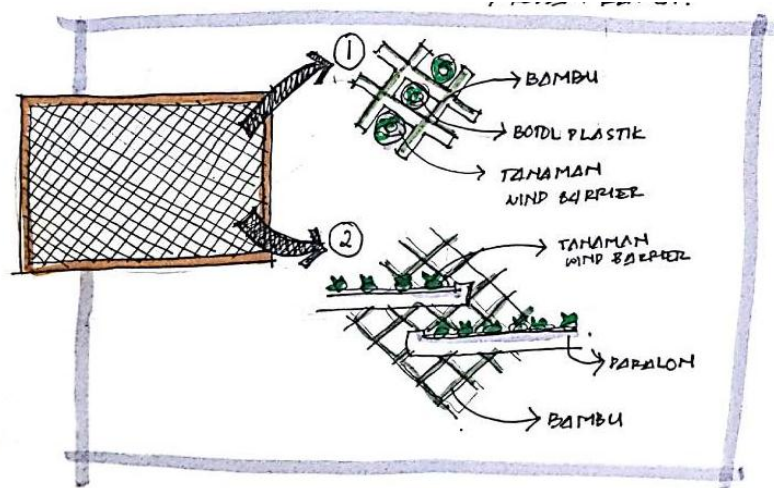 1
BAMBU
BOTOL PLASTIK
TANAMAN
WIND BARRIER
2
TANAMAN
WIND BARRIER
PARALON
BAMBU